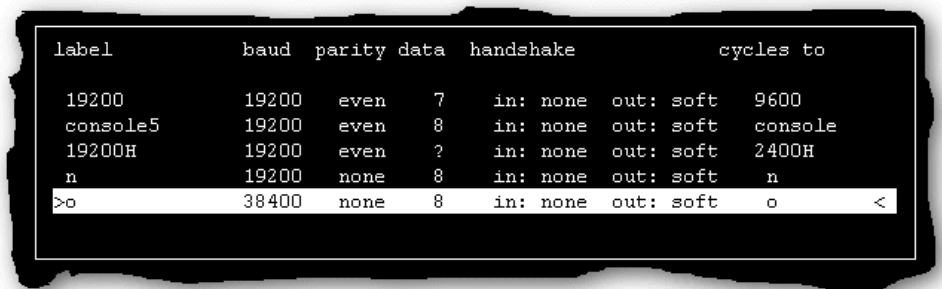 label baud parity data handshake cycles to
19200 19200 even 7 in: none out: soft 9600
console5 19200 even 8 in: none out: soft console
19200H 19200 even ? in: none out: soft 2400H
n 19200 none 8 in: none out: soft n
>o 38400 none 8 in: none out: soft o <